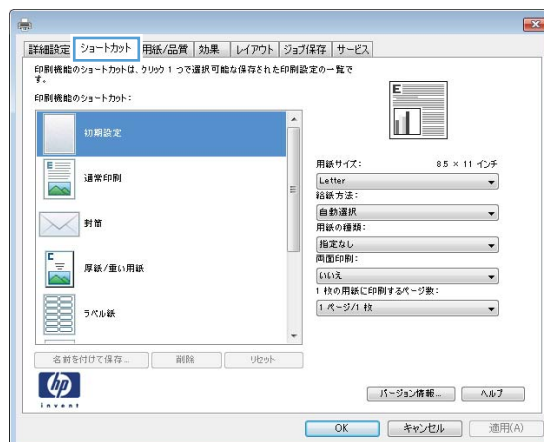 詳細設定 ショートカット 用紙/品質 効果 レイアウト ジョブ保存 サービス
印刷機能のショートカットは、クリック 1 つで選択可能な保存された印刷設定の一覧で
す。
印刷機能のショートカット:
初期設定
通常印刷
封筒
厚紙/重い用紙
ラベル紙
名前を付けて保存... 削除 リセット
E
用紙サイズ: 8.5 × 11 インチ
Letter
給紙方法:
自動選択
用紙の種類:
指定なし
両面印刷:
いいえ
1 枚の用紙に印刷するページ数:
1 ページ/1 枚
hp
invent
バージョン情報... ヘルプ
OK キャンセル 適用(A)